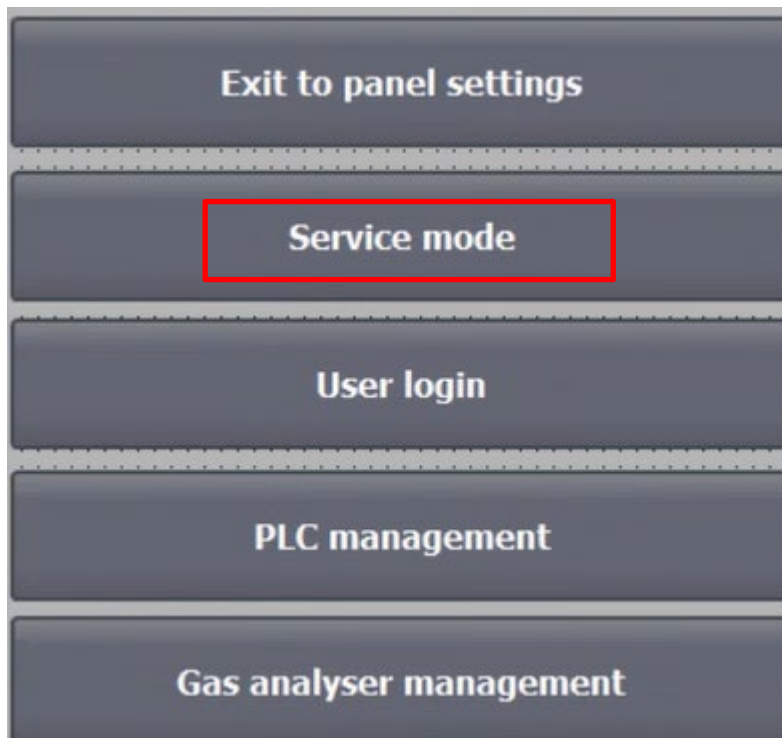 Exit to panel settings
Service mode
User login
PLC management
Gas analyser management